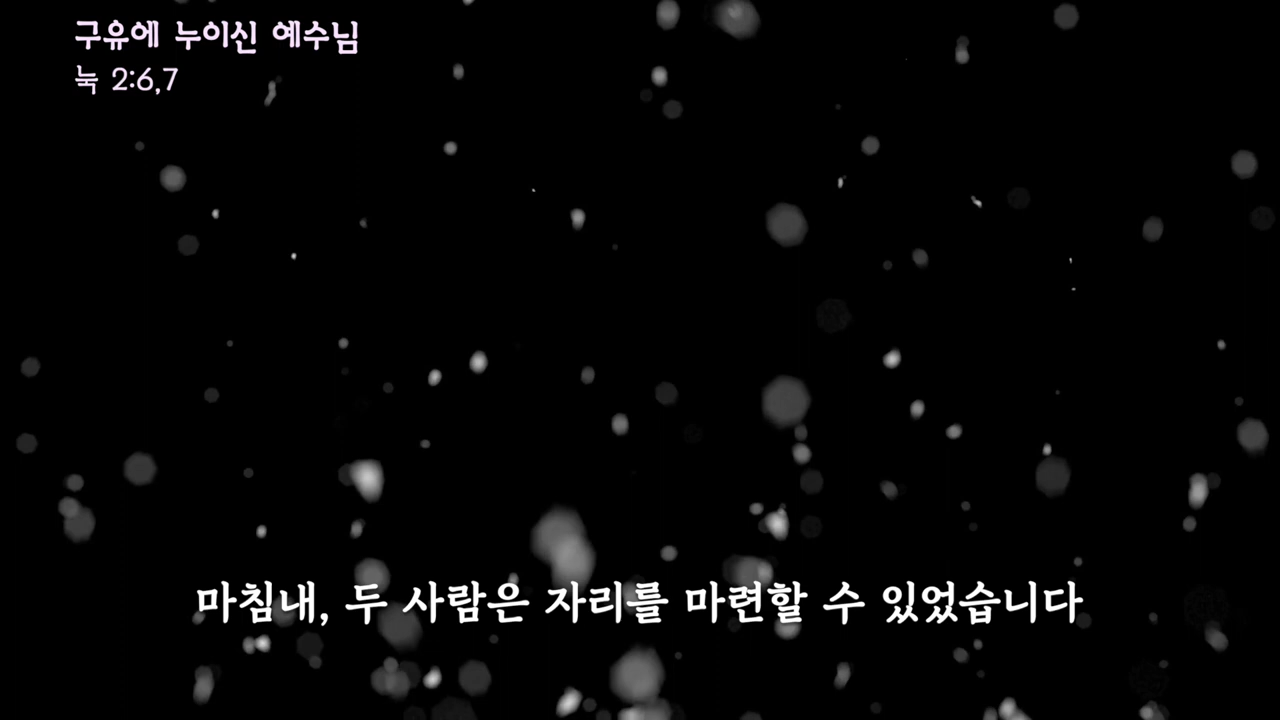 구유에 누이신 예수님
눅 2:6,7
마침내, 두 사람은 자리를 마련할 수 있었습니다